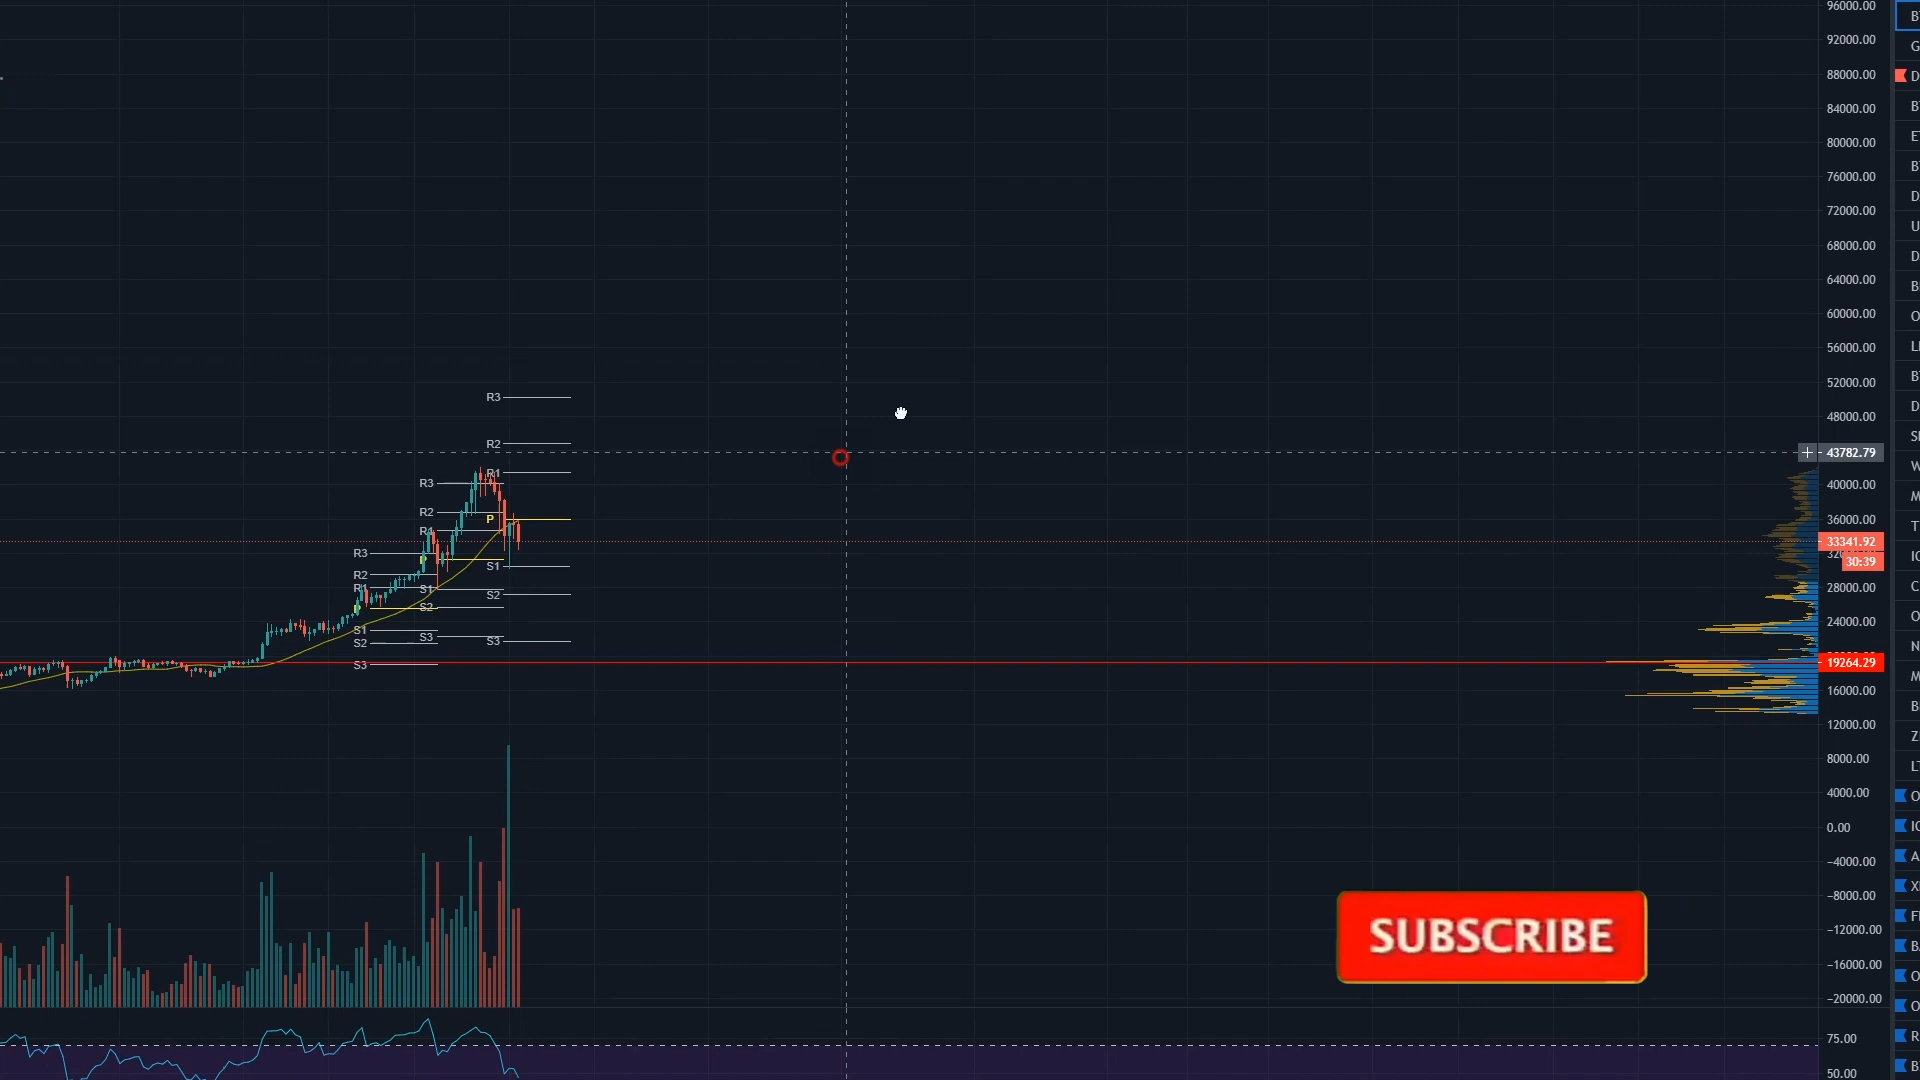 96000.00
92000.00
88000.00
84000.00
80000.00
76000.00
72000.00
68000.00
64000.00
60000.00
56000.00
52000.00
48000.00
43782.79
40000.00
36000.00
33341.92
30:39
28000.00
24000.00
19264.29
16000.00
12000.00
8000.00
4000.00
0.00
-4000.00
-8000.00
-12000.00
-16000.00
-20000.00
75.00
50.00
R3
R2
R1
P
S1
S2
S3
R3
R2
R1
P
S1
S2
S3
R3
R2
R1
P
S1
S2
S3
SUBSCRIBE